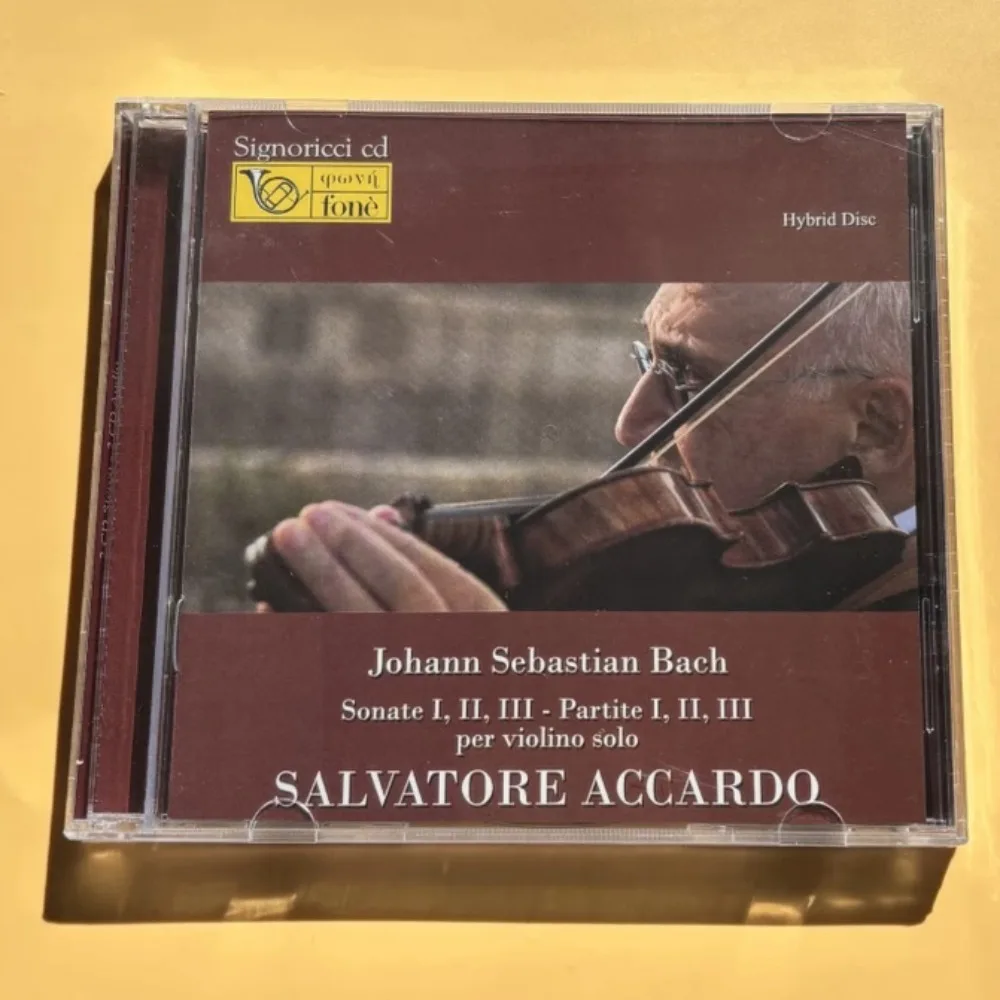 Signoricci cd
φωνή
fonè
Hybrid Disc
Johann Sebastian Bach
Sonate I, II, III - Partite I, II, III
per violino solo
SALVATORE ACCARDO